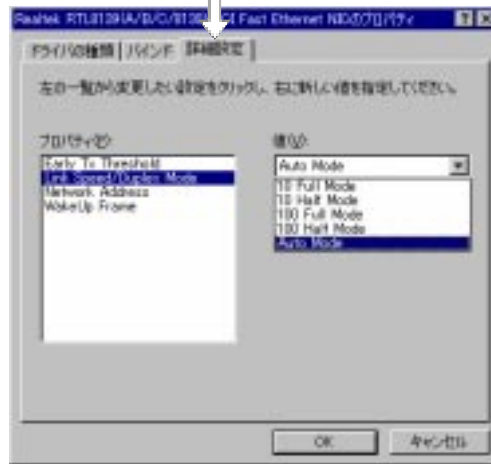 Realtek RTL8139(A/B/C/8130) PCI Fast Ethernet NICのプロパティ
ドライバの種類 バインド 詳細設定
左の一覧から変更したい設定をクリックし、右に新しい値を指定してください。
プロパティ(P): 値(V):
Early Tx Threshold
Link Speed/Duplex Mode
Network Address
WakeUp Frame
Auto Mode
10 Full Mode
10 Half Mode
100 Full Mode
100 Half Mode
Auto Mode
OK キャンセル